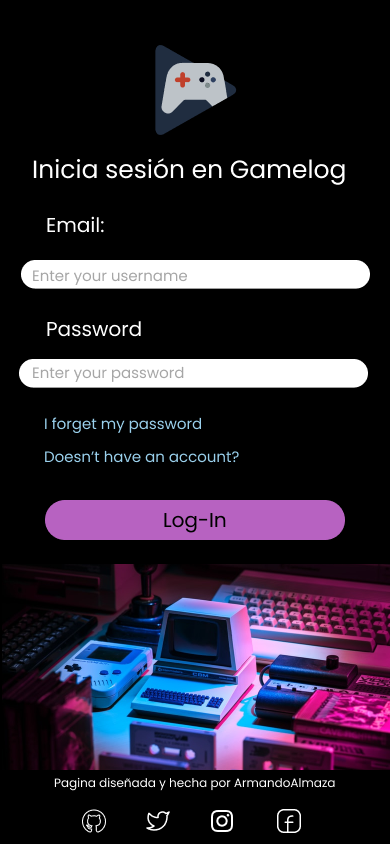 Inicia sesión en Gamelog
Email:
Enter your username
Password
Enter your password
I forget my password
Doesn’t have an account?
Log-In
CBM
Pagina diseñada y hecha por ArmandoAlmaza